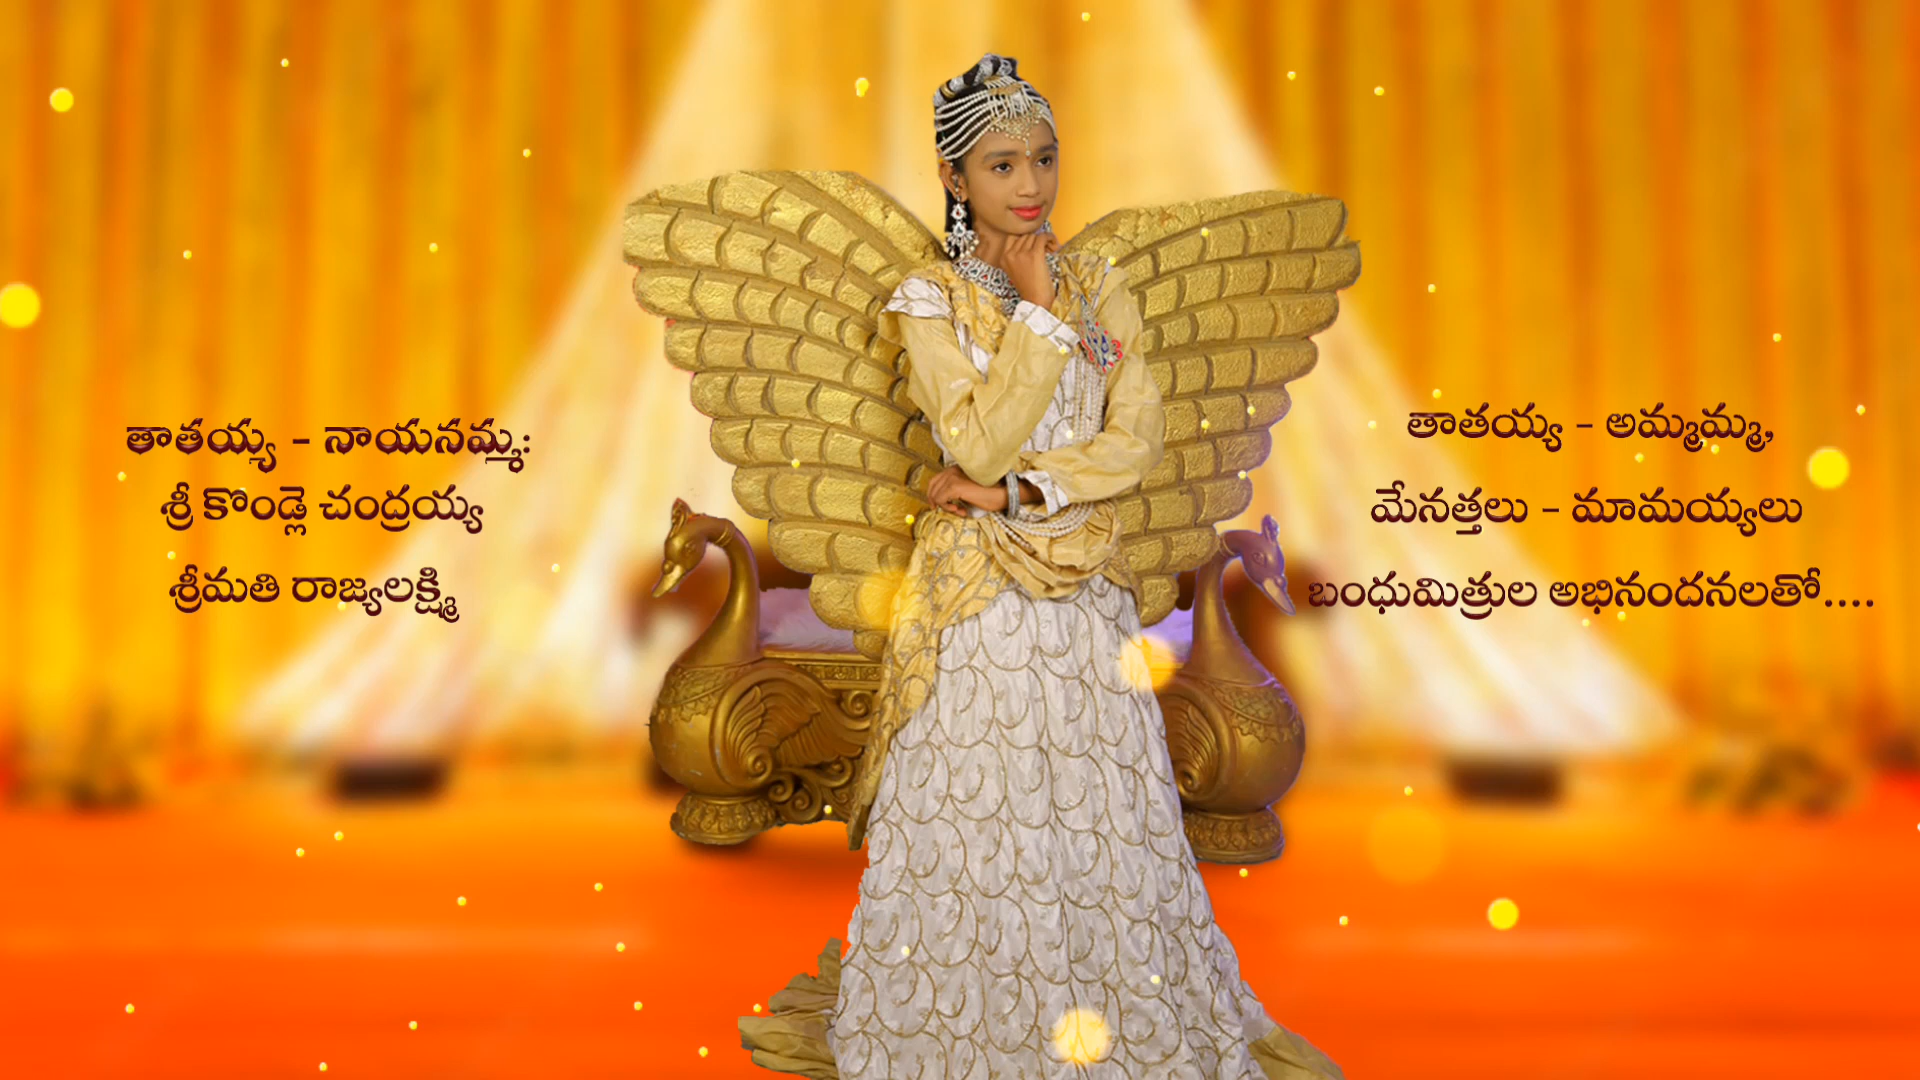 తాతయ్య - నాయనమ్మ:
శ్రీ కొండ్లె చంద్రయ్య
శ్రీమతి రాజ్యలక్ష్మి
తాతయ్య - అమ్మమ్మ,
మేనత్తలు - మామయ్యలు
బంధుమిత్రుల అభినందనలతో....